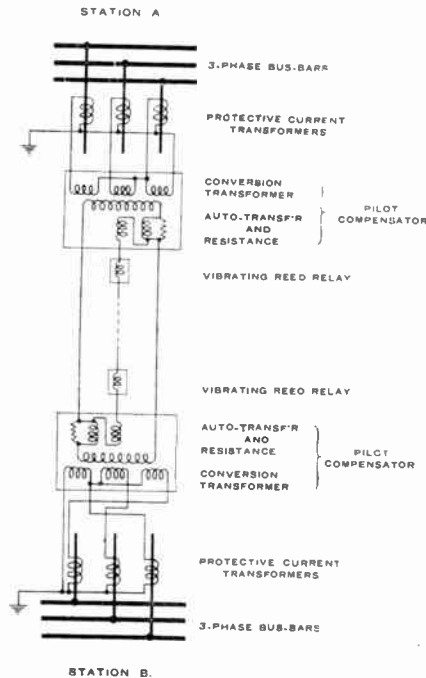 STATION A
3-PHASE BUS-BARS
PROTECTIVE CURRENT
TRANSFORMERS
CONVERSION
TRANSFORMER
AUTO-TRANSF'R
AND
RESISTANCE
PILOT
COMPENSATOR
VIBRATING REED RELAY
VIBRATING REED RELAY
AUTO-TRANSF'R
AND
RESISTANCE
CONVERSION
TRANSFORMER
PILOT
COMPENSATOR
PROTECTIVE CURRENT
TRANSFORMERS
3-PHASE BUS-BARS
STATION B.